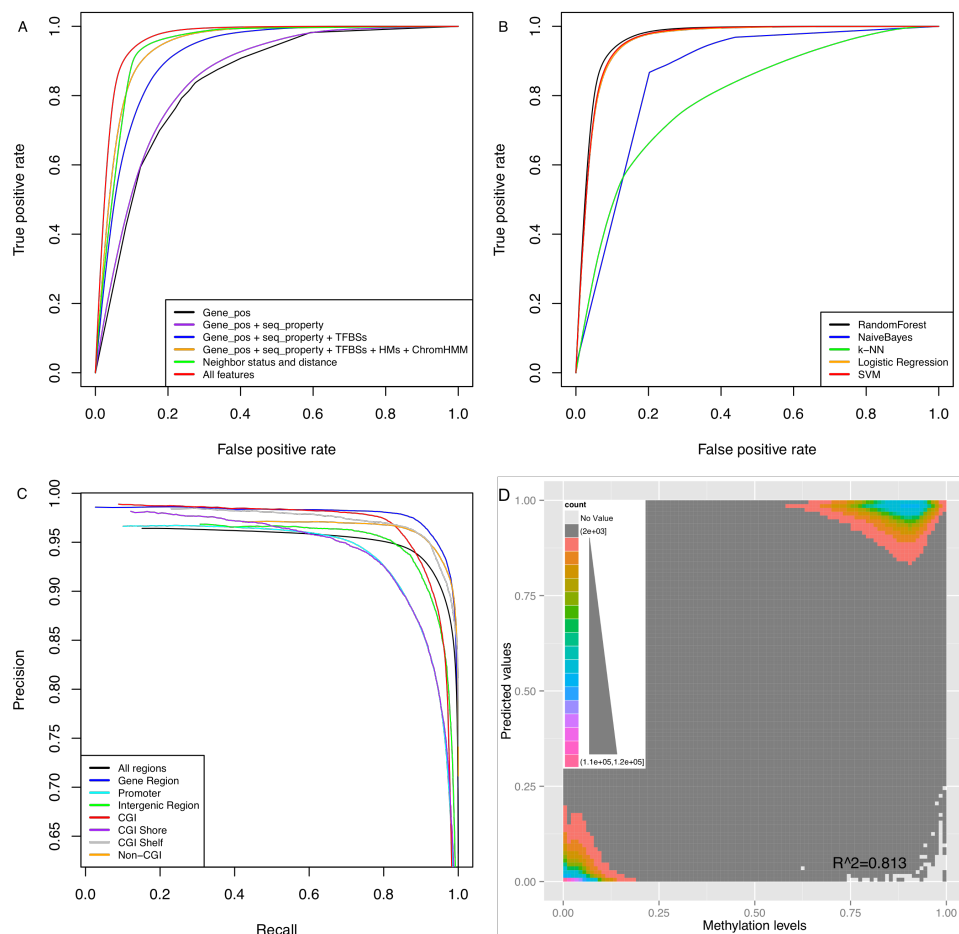 A
True positive rate
1.0
0.8
0.6
0.4
0.2
0.0
Gene_pos
Gene_pos + seq_property
Gene_pos + seq_property + TFBSs
Gene_pos + seq_property + TFBSs + HMs + ChromHMM
Neighbor status and distance
All features
0.0 0.2 0.4 0.6 0.8 1.0
False positive rate
B
True positive rate
1.0
0.8
0.6
0.4
0.2
0.0
RandomForest
NaiveBayes
k−NN
Logistic Regression
SVM
0.0 0.2 0.4 0.6 0.8 1.0
False positive rate
C
Precision
1.00
0.95
0.90
0.85
0.80
0.75
0.70
0.65
All regions
Gene Region
Promoter
Intergenic Region
CGI
CGI Shore
CGI Shelf
Non−CGI
0.0 0.2 0.4 0.6 0.8 1.0
Recall
D
Predicted values
1.00
0.75
0.50
0.25
0.00
count
No Value
(2e+03]
(1.1e+05,1.2e+05]
R^2=0.813
0.00 0.25 0.50 0.75 1.00
Methylation levels